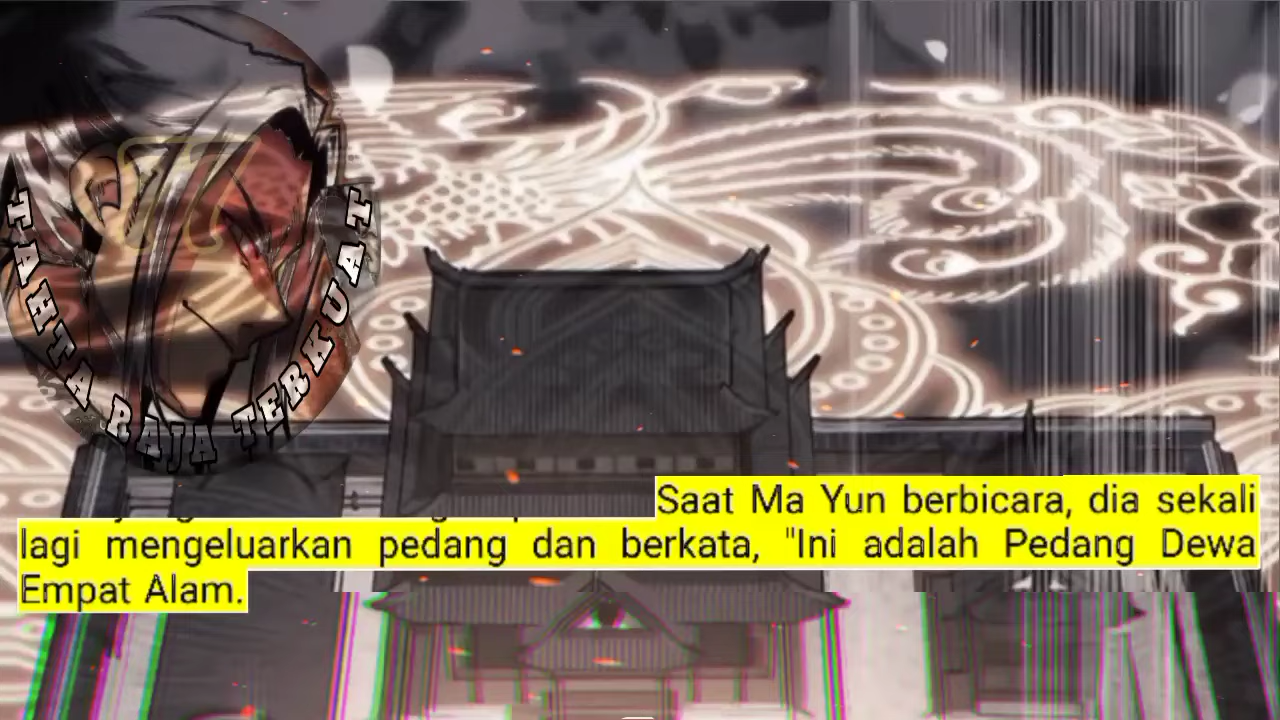 TAHTA RAJA TERKUAT
Saat Ma Yun berbicara, dia sekali
lagi mengeluarkan pedang dan berkata, "Ini adalah Pedang Dewa
Empat Alam.